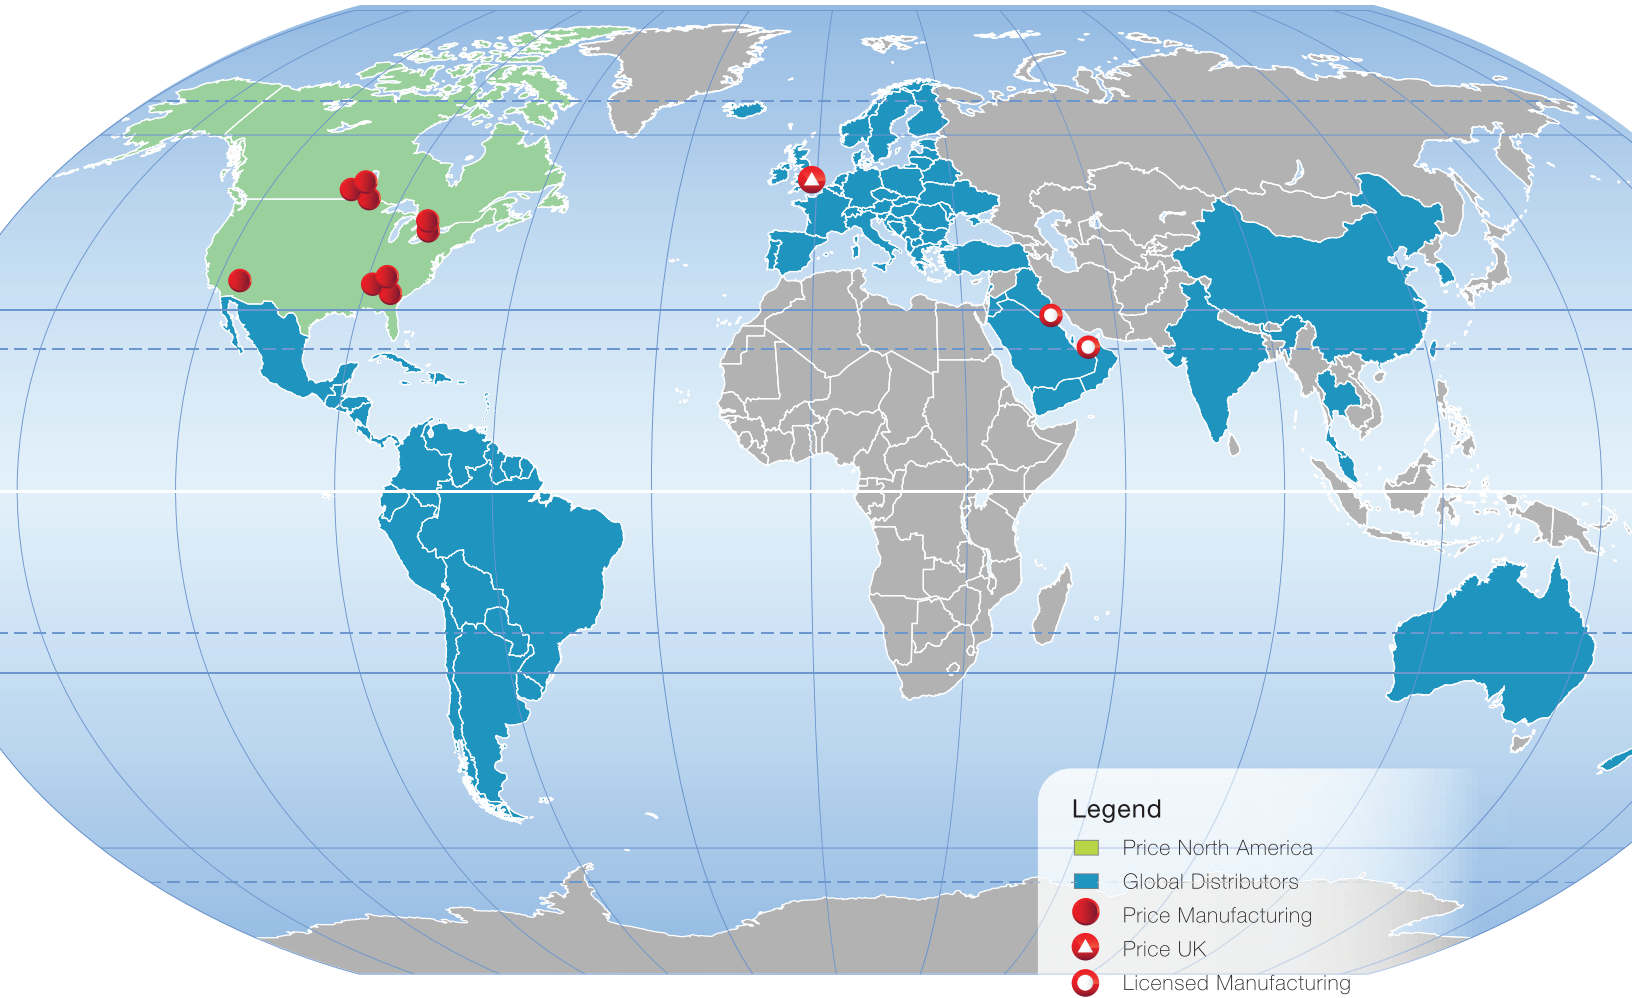 Legend
Price North America
Global Distributors
Price Manufacturing
Price UK
Licensed Manufacturing